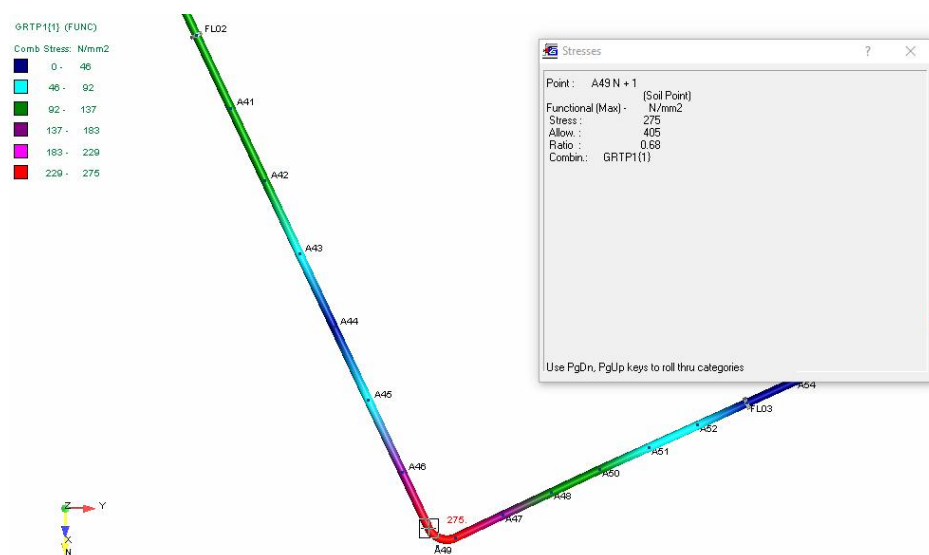 GRTP1{1} (FUNC)
Comb Stress: N/mm2
0 - 46
46 - 92
92 - 137
137 - 183
183 - 229
229 - 275
FL02
A41
A42
A43
A44
A45
A46
275.
A49
A47
A48
A50
A51
A52
FL03
A54
Z
Y
X
N
Stresses
?
Point : A49 N + 1
(Soil Point)
Functional (Max) - N/mm2
Stress : 275
Allow. : 405
Ratio : 0.68
Combin.: GRTP1{1}
Use PgDn, PgUp keys to roll thru categories